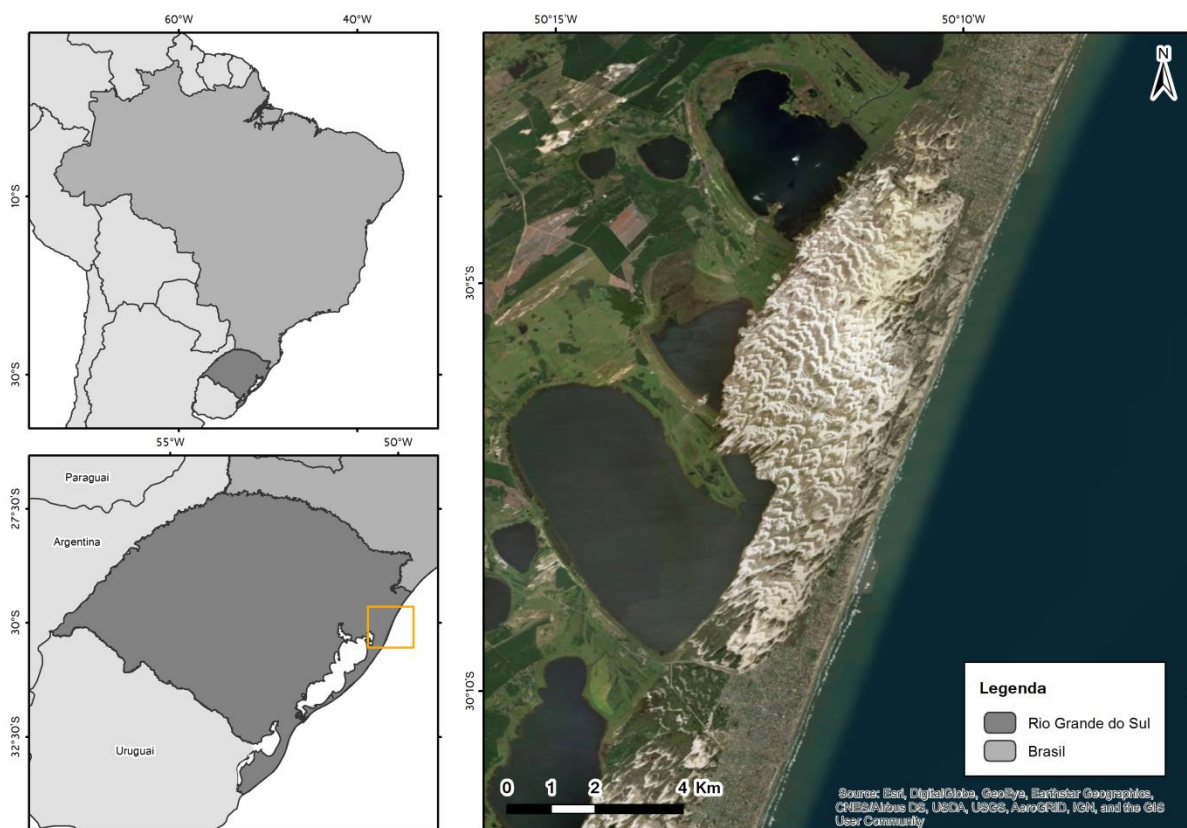 60°W
40°W
10°S
30°S
55°W
50°W
27°30'S
30°S
32°30'S
Paraguai
Argentina
Uruguai
50°15'W
50°10'W
30°5'S
30°10'S
N
Legenda
Rio Grande do Sul
Brasil
0 1 2 4 Km
Source: Esri, DigitalGlobe, GeoEye, Earthstar Geographics,
CNES/Airbus DS, USDA, USGS, AeroGRID, IGN, and the GIS
User Community